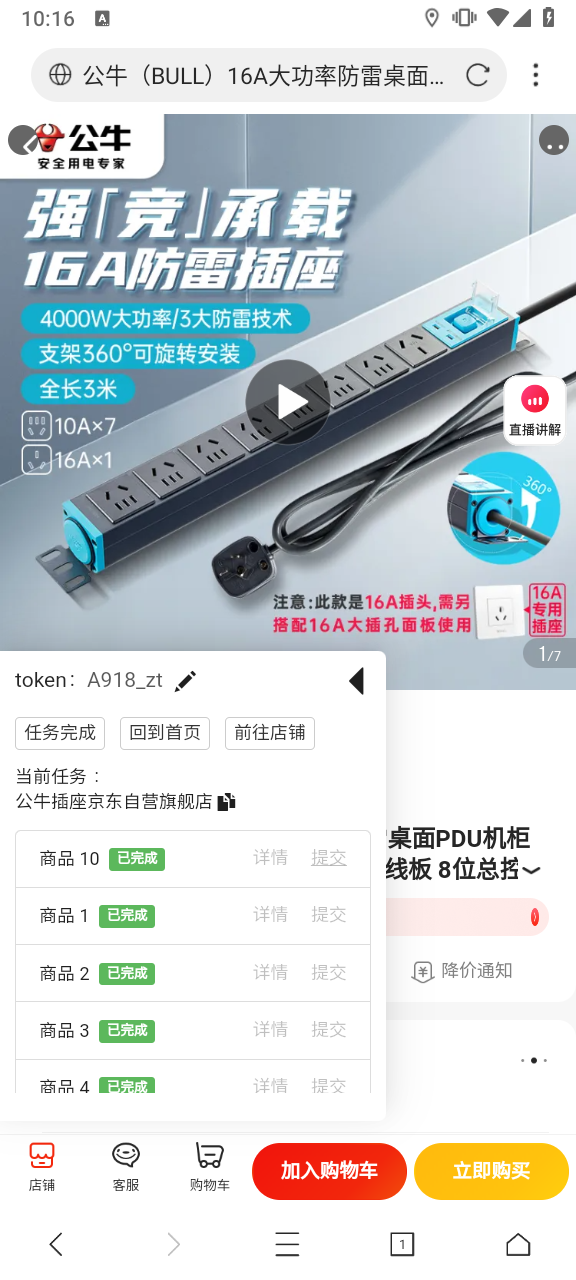 10:16
A
公牛（BULL）16A大功率防雷桌面...
公牛
安全用电专家
强「竞」承载
16A防雷插座
4000W大功率/3大防雷技术
支架360°可旋转安装
全长3米
10A×7
16A×1
直播讲解
360°
注意:此款是16A插头,需另
搭配16A大插孔面板使用
16A
专用
插座
1/7
token：A918_zt
任务完成 回到首页 前往店铺
当前任务：
公牛插座京东自营旗舰店
桌面PDU机柜
线板 8位总控
商品 10 已完成 详情 提交
商品 1 已完成 详情 提交
商品 2 已完成 详情 提交
降价通知
商品 3 已完成 详情 提交
商品 4 已完成 详情 提交
店铺
客服
购物车
加入购物车
立即购买
1